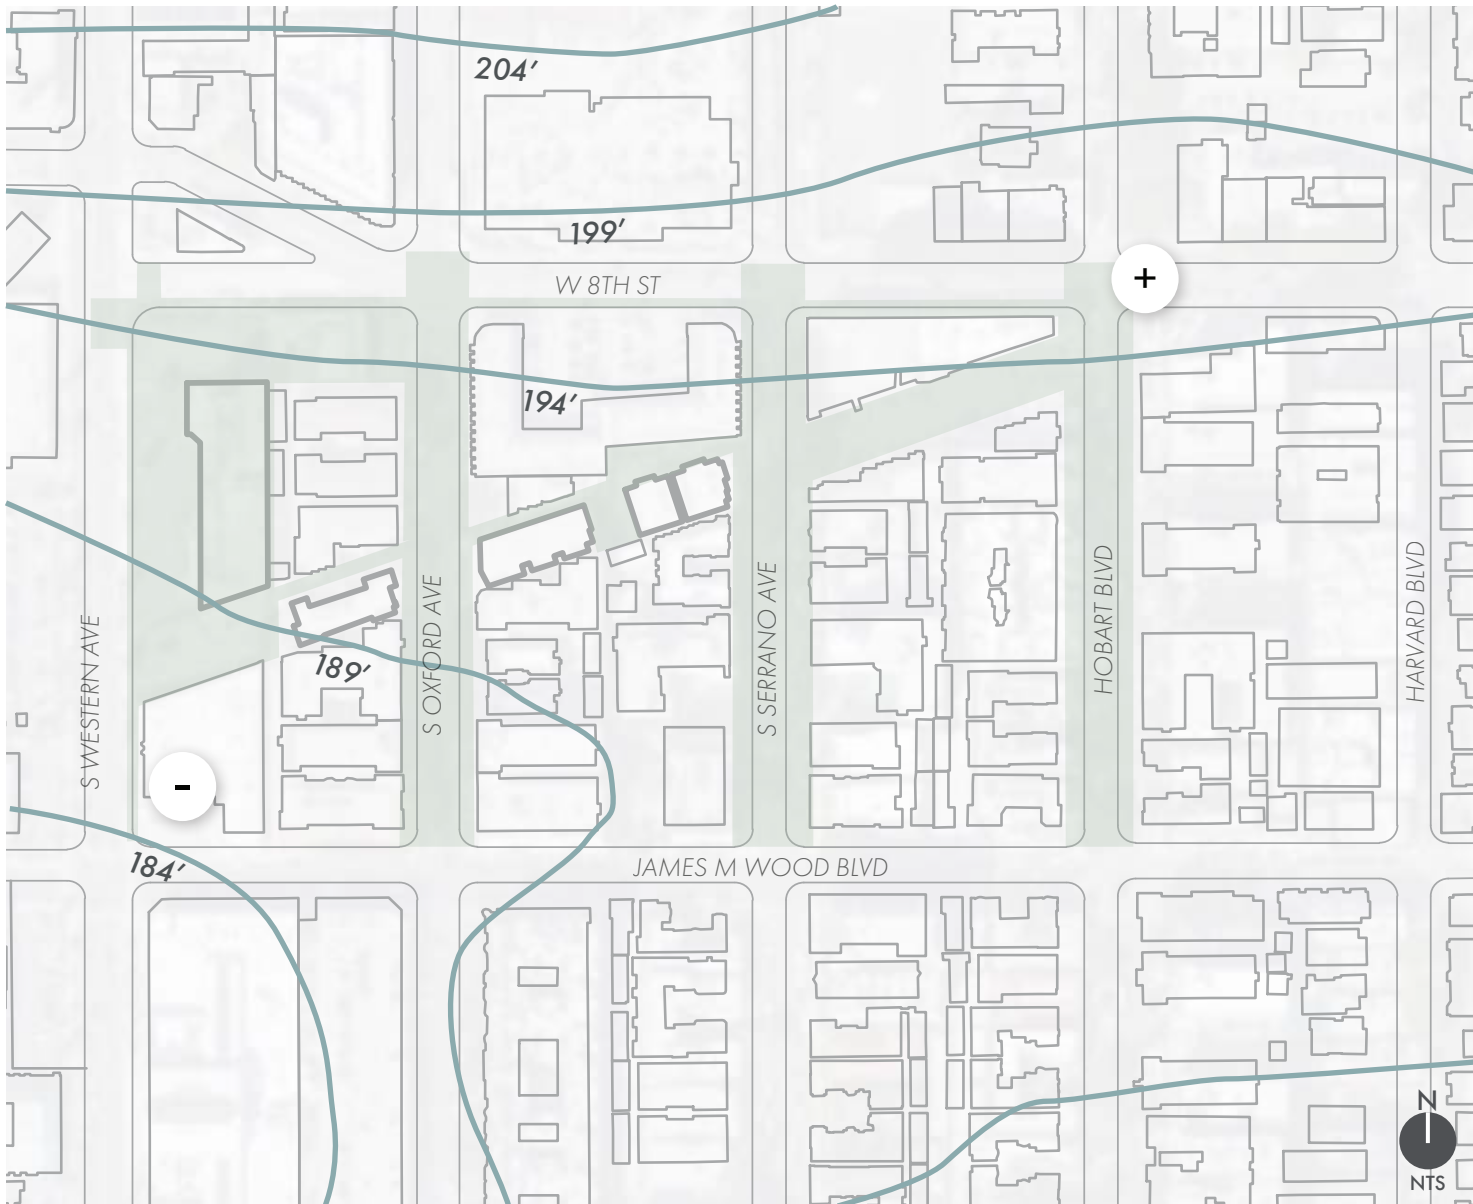 204'
199'
W 8TH ST
+
194'
S WESTERN AVE
S OXFORD AVE
S SERRANO AVE
HOBART BLVD
HARVARD BLVD
189'
-
184'
JAMES M WOOD BLVD
N
NTS